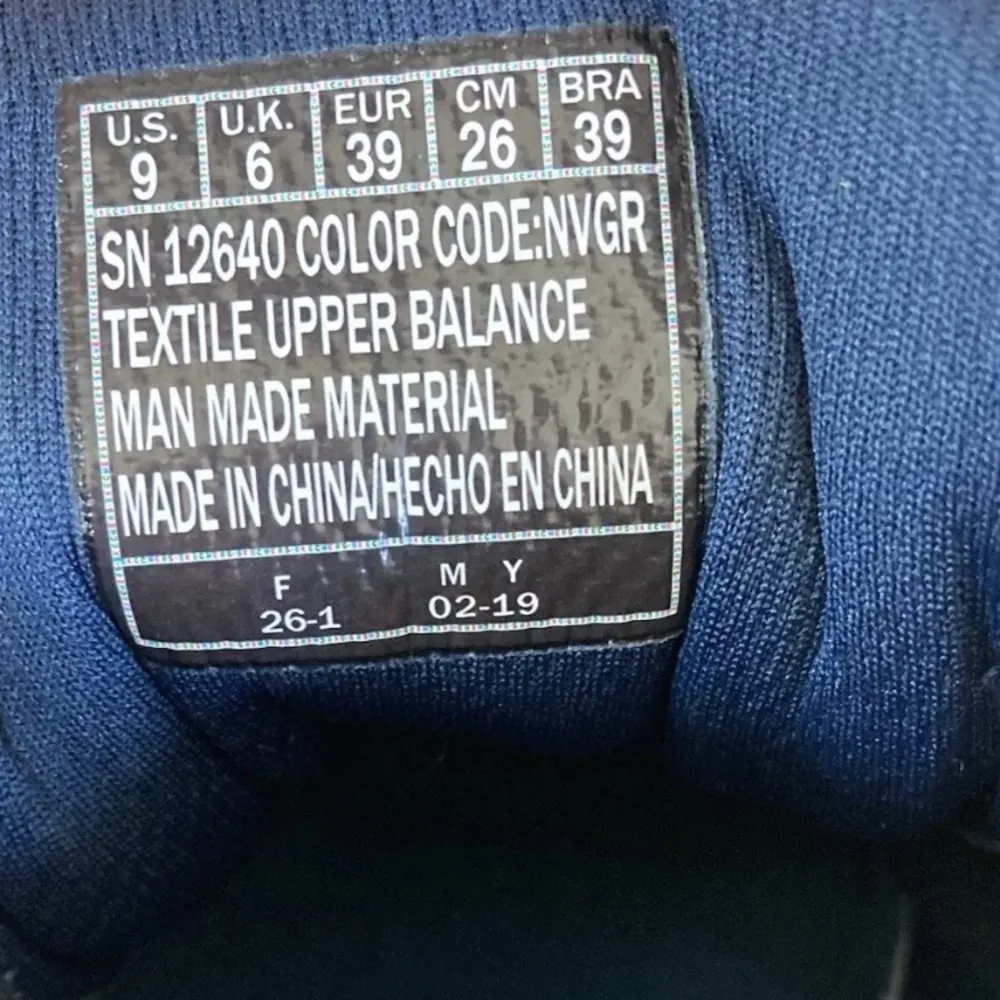 U.S. U.K. EUR CM BRA
9 6 39 26 39
SN 12640 COLOR CODE:NVGR
TEXTILE UPPER BALANCE
MAN MADE MATERIAL
MADE IN CHINA/HECHO EN CHINA
F M Y
26-1 02-19